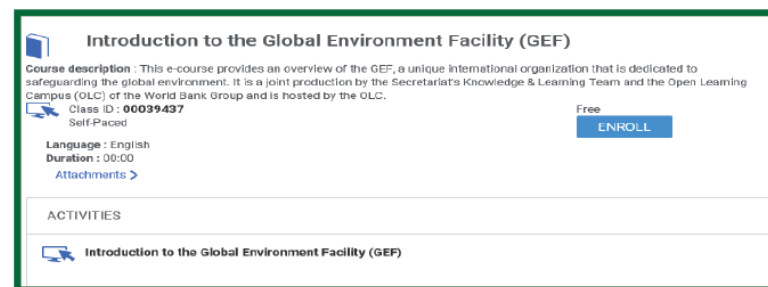 Introduction to the Global Environment Facility (GEF)
Course description : This e-course provides an overview of the GEF, a unique international organization that is dedicated to
safeguarding the global environment. It is a joint production by the Secretariat's Knowledge & Learning Team and the Open Learning
Campus (OLC) of the World Bank Group and is hosted by the OLC.
Class ID : 00039437
Free
Self-Paced
ENROLL
Language : English
Duration : 00:00
Attachments >
ACTIVITIES
Introduction to the Global Environment Facility (GEF)